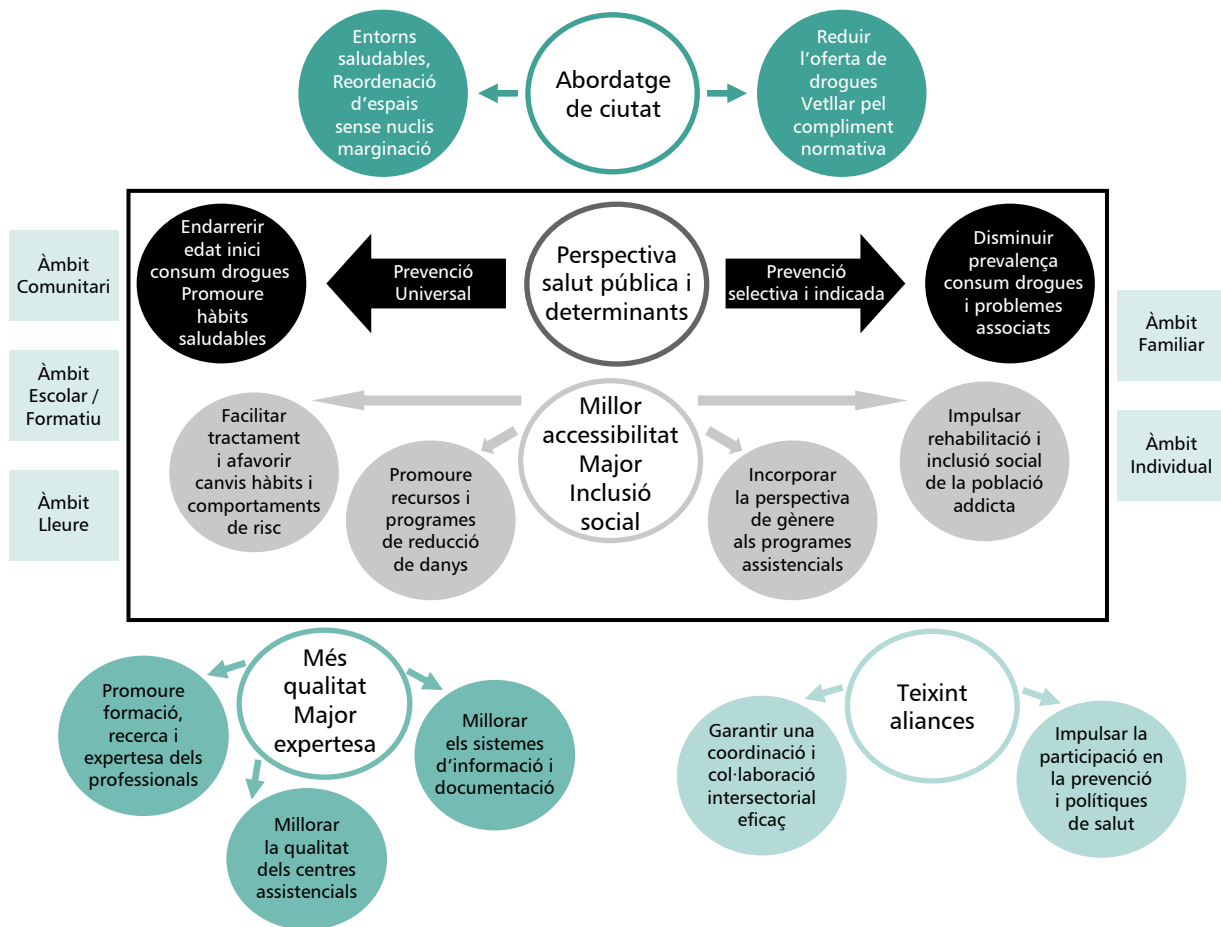 Entorns
saludables,
Reordenació
d'espais
sense nuclis
marginació
Abordatge
de ciutat
Reduir
l'oferta de
drogues
Vetllar pel
compliment
normativa
Àmbit
Comunitari
Àmbit
Escolar /
Formatiu
Àmbit
Lleure
Endarrerir
edat inici
consum drogues
Promoure
hàbits
saludables
Prevenció
Universal
Perspectiva
salut pública i
determinants
Prevenció
selectiva i indicada
Disminuir
prevalença
consum drogues
i problemes
associats
Àmbit
Familiar
Àmbit
Individual
Facilitar
tractament
i afavorir
canvis hàbits i
comportaments
de risc
Promoure
recursos i
programes
de reducció
de danys
Millor
accessibilitat
Major
Inclusió
social
Incorporar
la perspectiva
de gènere
als programes
assistencials
Impulsar
rehabilitació i
inclusió social
de la població
addicta
Més
qualitat
Major
expertesa
Promoure
formació,
recerca i
expertesa dels
professionals
Millorar
la qualitat
dels centres
assistencials
Millorar
els sistemes
d'informació i
documentació
Teixint
aliances
Garantir una
coordinació i
col·laboració
intersectorial
eficaç
Impulsar la
participació en
la prevenció
i polítiques
de salut